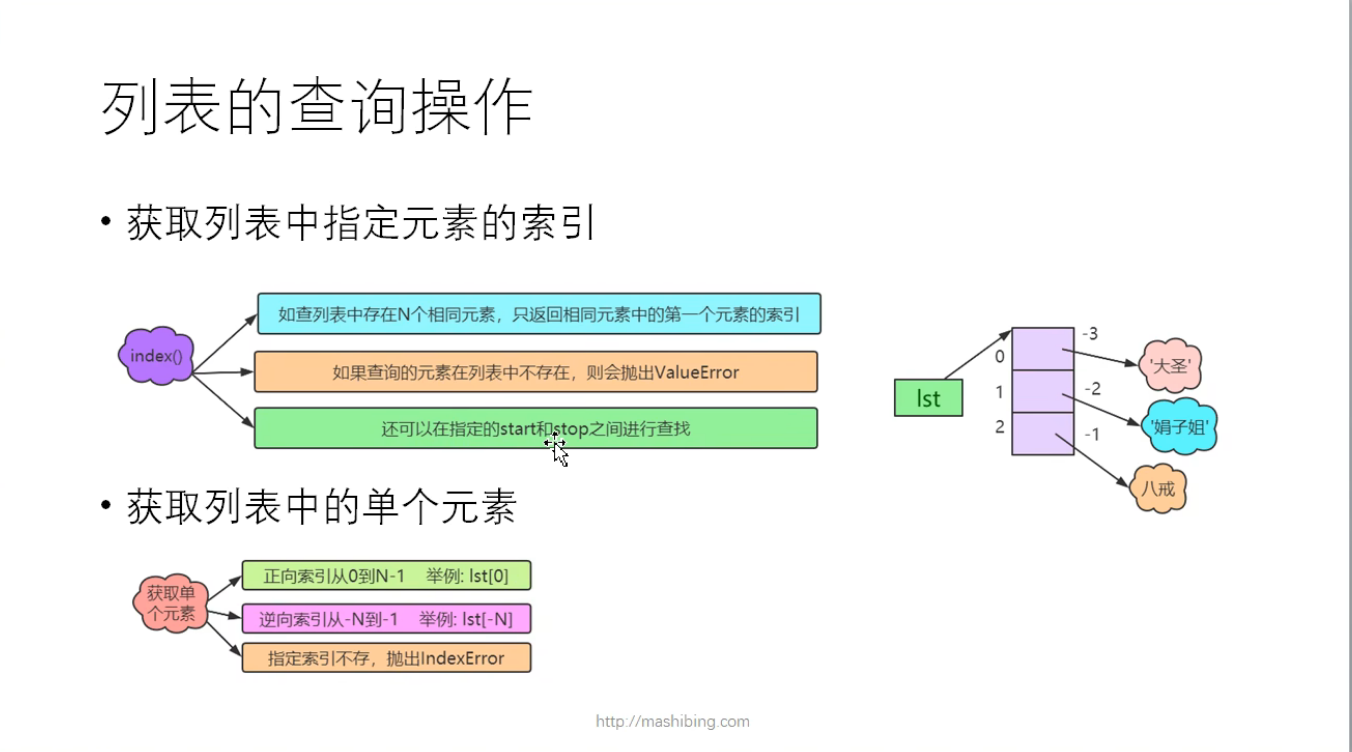 列表的查询操作
• 获取列表中指定元素的索引
index()
如查列表中存在N个相同元素，只返回相同元素中的第一个元素的索引
如果查询的元素在列表中不存在，则会抛出ValueError
还可以在指定的start和stop之间进行查找
lst
0
1
2
-3
-2
-1
'大圣'
'娟子姐'
八戒
• 获取列表中的单个元素
获取单
个元素
正向索引从0到N-1 举例: lst[0]
逆向索引从-N到-1 举例: lst[-N]
指定索引不存，抛出IndexError
http://mashibing.com